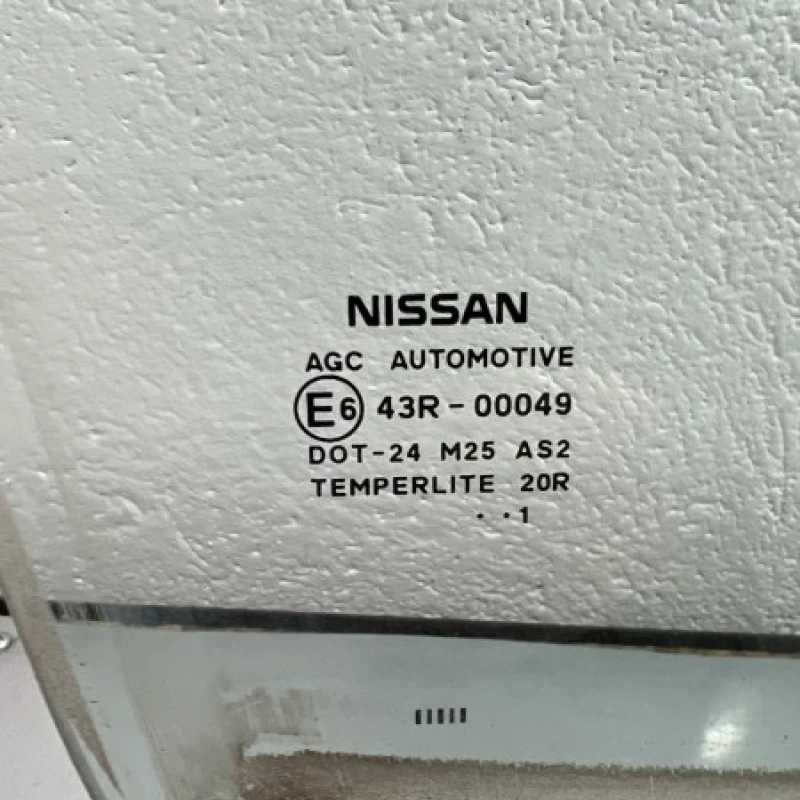 NISSAN
AGC AUTOMOTIVE
E6 43R-00049
DOT-24 M25 AS2
TEMPERLITE 20R
. . 1